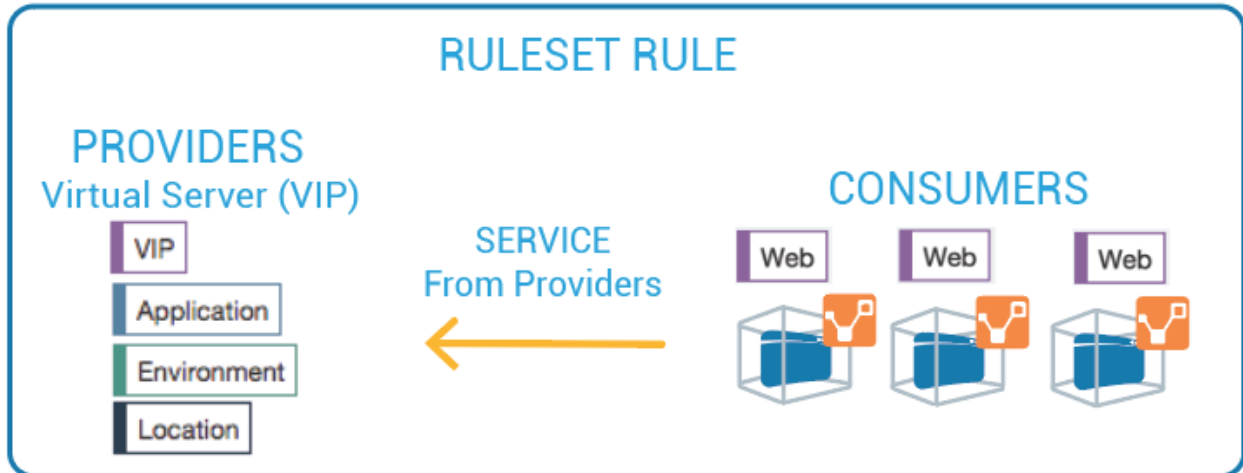 RULESET RULE
PROVIDERS
Virtual Server (VIP)
VIP
Application
Environment
Location
SERVICE
From Providers
CONSUMERS
Web
Web
Web